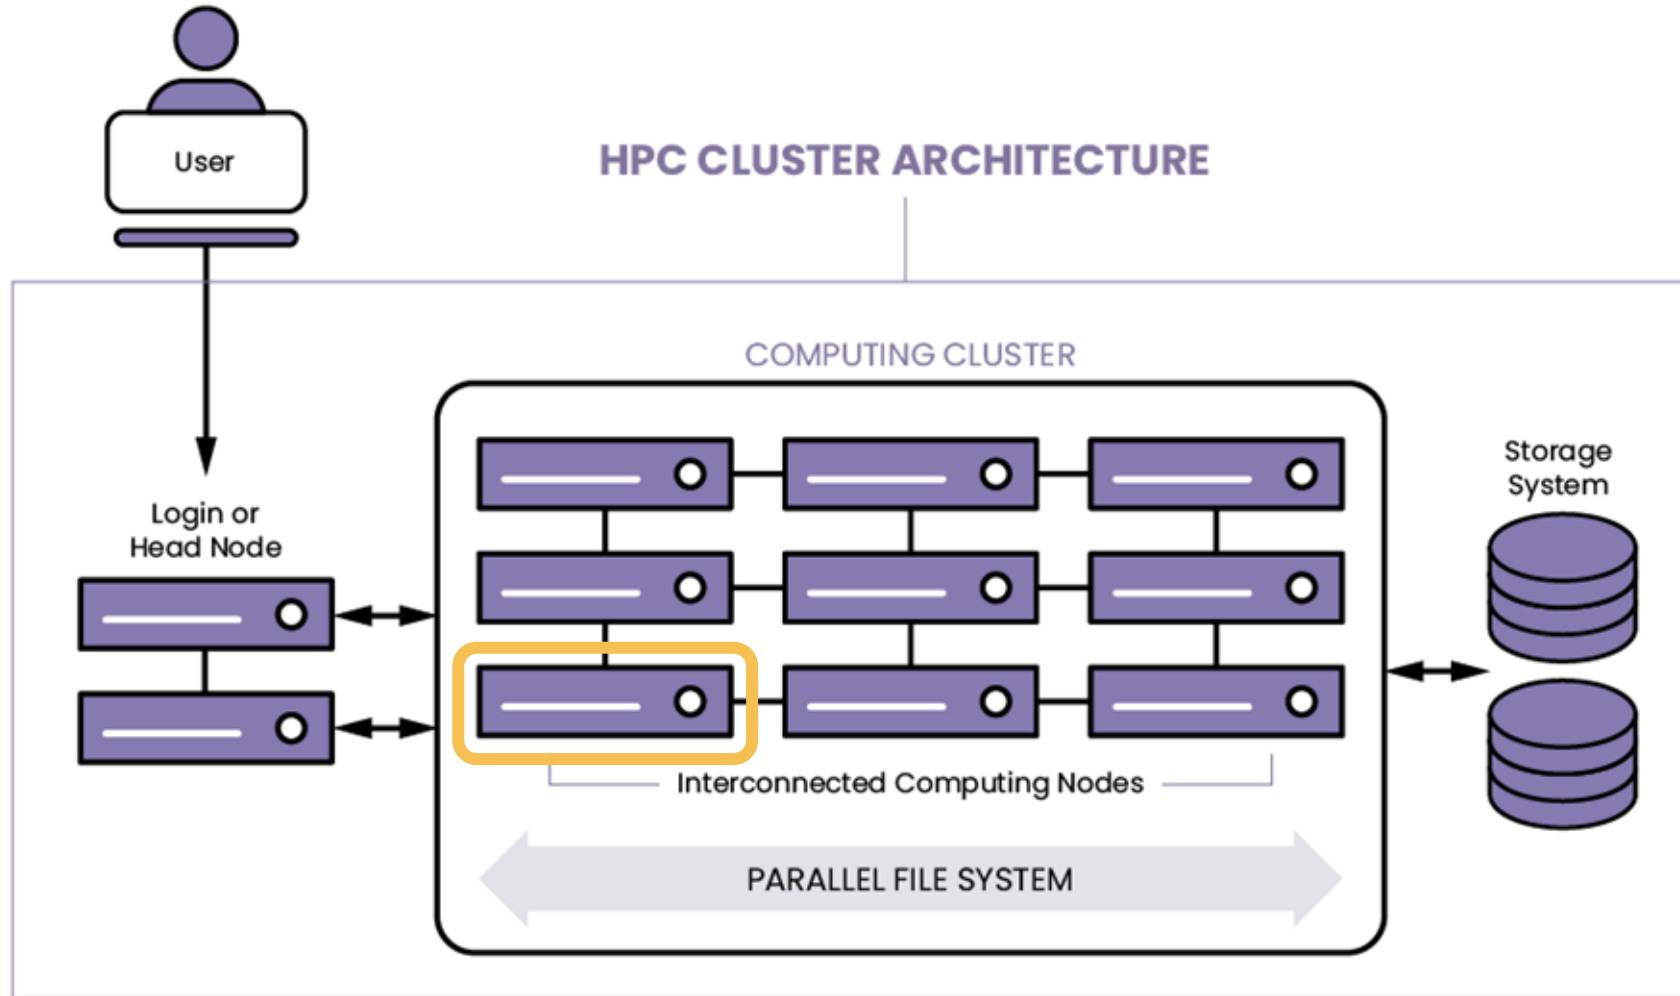 User
HPC CLUSTER ARCHITECTURE
COMPUTING CLUSTER
Storage
System
Login or
Head Node
Interconnected Computing Nodes
PARALLEL FILE SYSTEM